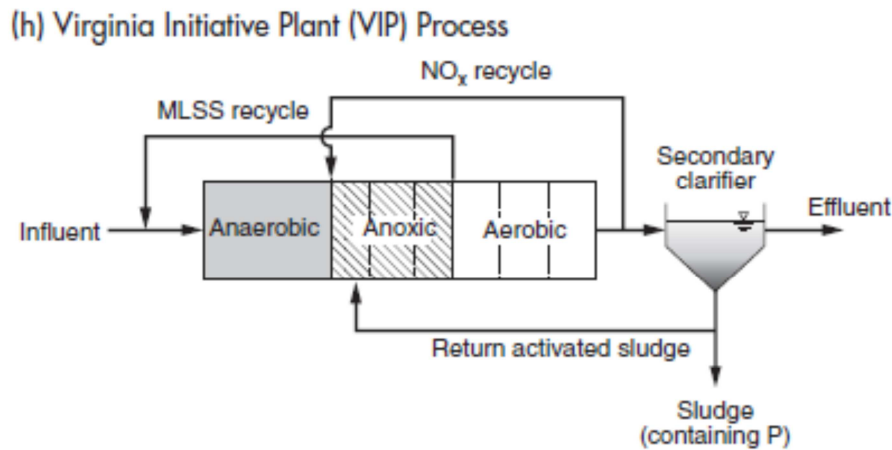 (h) Virginia Initiative Plant (VIP) Process
NOx recycle
MLSS recycle
Secondary
clarifier
Influent
Anaerobic
Anoxic
Aerobic
Effluent
Return activated sludge
Sludge
(containing P)